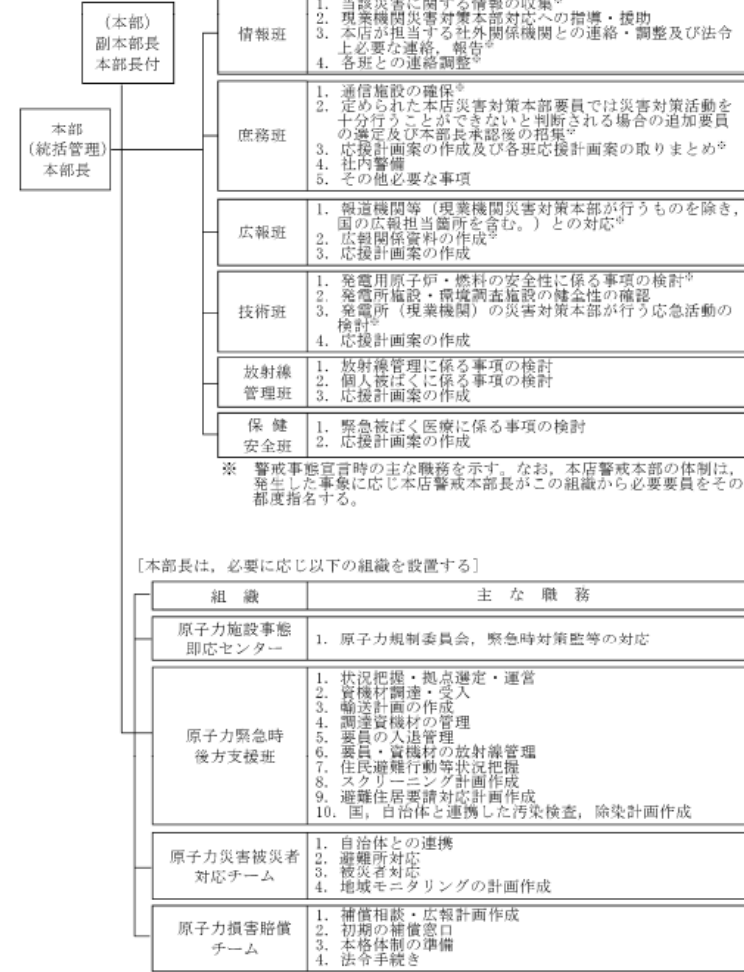 (本部)
副本部長
本部長付
本部
(統括管理)
本部長
情報班
1. 当該災害に関する情報の収集※
2. 現業機関災害対策本部対応への指導・援助
3. 本店が担当する社外関係機関との連絡・調整及び法令
上必要な連絡，報告※
4. 各班との連絡調整※
庶務班
1. 通信施設の確保※
2. 定められた本店災害対策本部要員では災害対策活動を
十分行うことができないと判断される場合の追加要員
の選定及び本部長承認後の招集※
3. 応援計画案の作成及び各班応援計画案の取りまとめ※
4. 社内警備
5. その他必要な事項
広報班
1. 報道機関等（現業機関災害対策本部が行うものを除き，
国の広報担当箇所を含む。）との対応※
2. 広報関係資料の作成※
3. 応援計画案の作成
技術班
1. 発電用原子炉・燃料の安全性に係る事項の検討※
2. 発電所施設・環境調査施設の健全性の確認
3. 発電所（現業機関）の災害対策本部が行う応急活動の
検討※
4. 応援計画案の作成
放射線
管理班
1. 放射線管理に係る事項の検討
2. 個人被ばくに係る事項の検討
3. 応援計画案の作成
保 健
安全班
1. 緊急被ばく医療に係る事項の検討
2. 応援計画案の作成
※ 警戒事態宣言時の主な職務を示す。なお，本店警戒本部の体制は，
発生した事象に応じ本店警戒本部長がこの組織から必要要員をその
都度指名する。
［本部長は，必要に応じ以下の組織を設置する］
組 織
主 な 職 務
原子力施設事態
即応センター
1. 原子力規制委員会，緊急時対策監等の対応
原子力緊急時
後方支援班
1. 状況把握・拠点選定・運営
2. 資機材調達・受入
3. 輸送計画の作成
4. 調達資機材の管理
5. 要員の入退管理
6. 要員・資機材の放射線管理
7. 住民避難行動等状況把握
8. スクリーニング計画作成
9. 避難住居要請対応計画作成
10. 国，自治体と連携した汚染検査，除染計画作成
原子力災害被災者
対応チーム
1. 自治体との連携
2. 避難所対応
3. 被災者対応
4. 地域モニタリングの計画作成
原子力損害賠償
チーム
1. 補償相談・広報計画作成
2. 初期の補償窓口
3. 本格体制の準備
4. 法令手続き